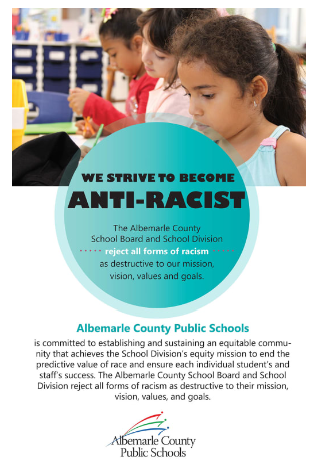 WE STRIVE TO BECOME
ANTI-RACIST
The Albemarle County
School Board and School Division
reject all forms of racism
as destructive to our mission,
vision, values and goals.
Albemarle County Public Schools
is committed to establishing and sustaining an equitable commu-
nity that achieves the School Division's equity mission to end the
predictive value of race and ensure each individual student's and
staff's success. The Albemarle County School Board and School
Division reject all forms of racism as destructive to their mission,
vision, values, and goals.
Albemarle County
Public Schools